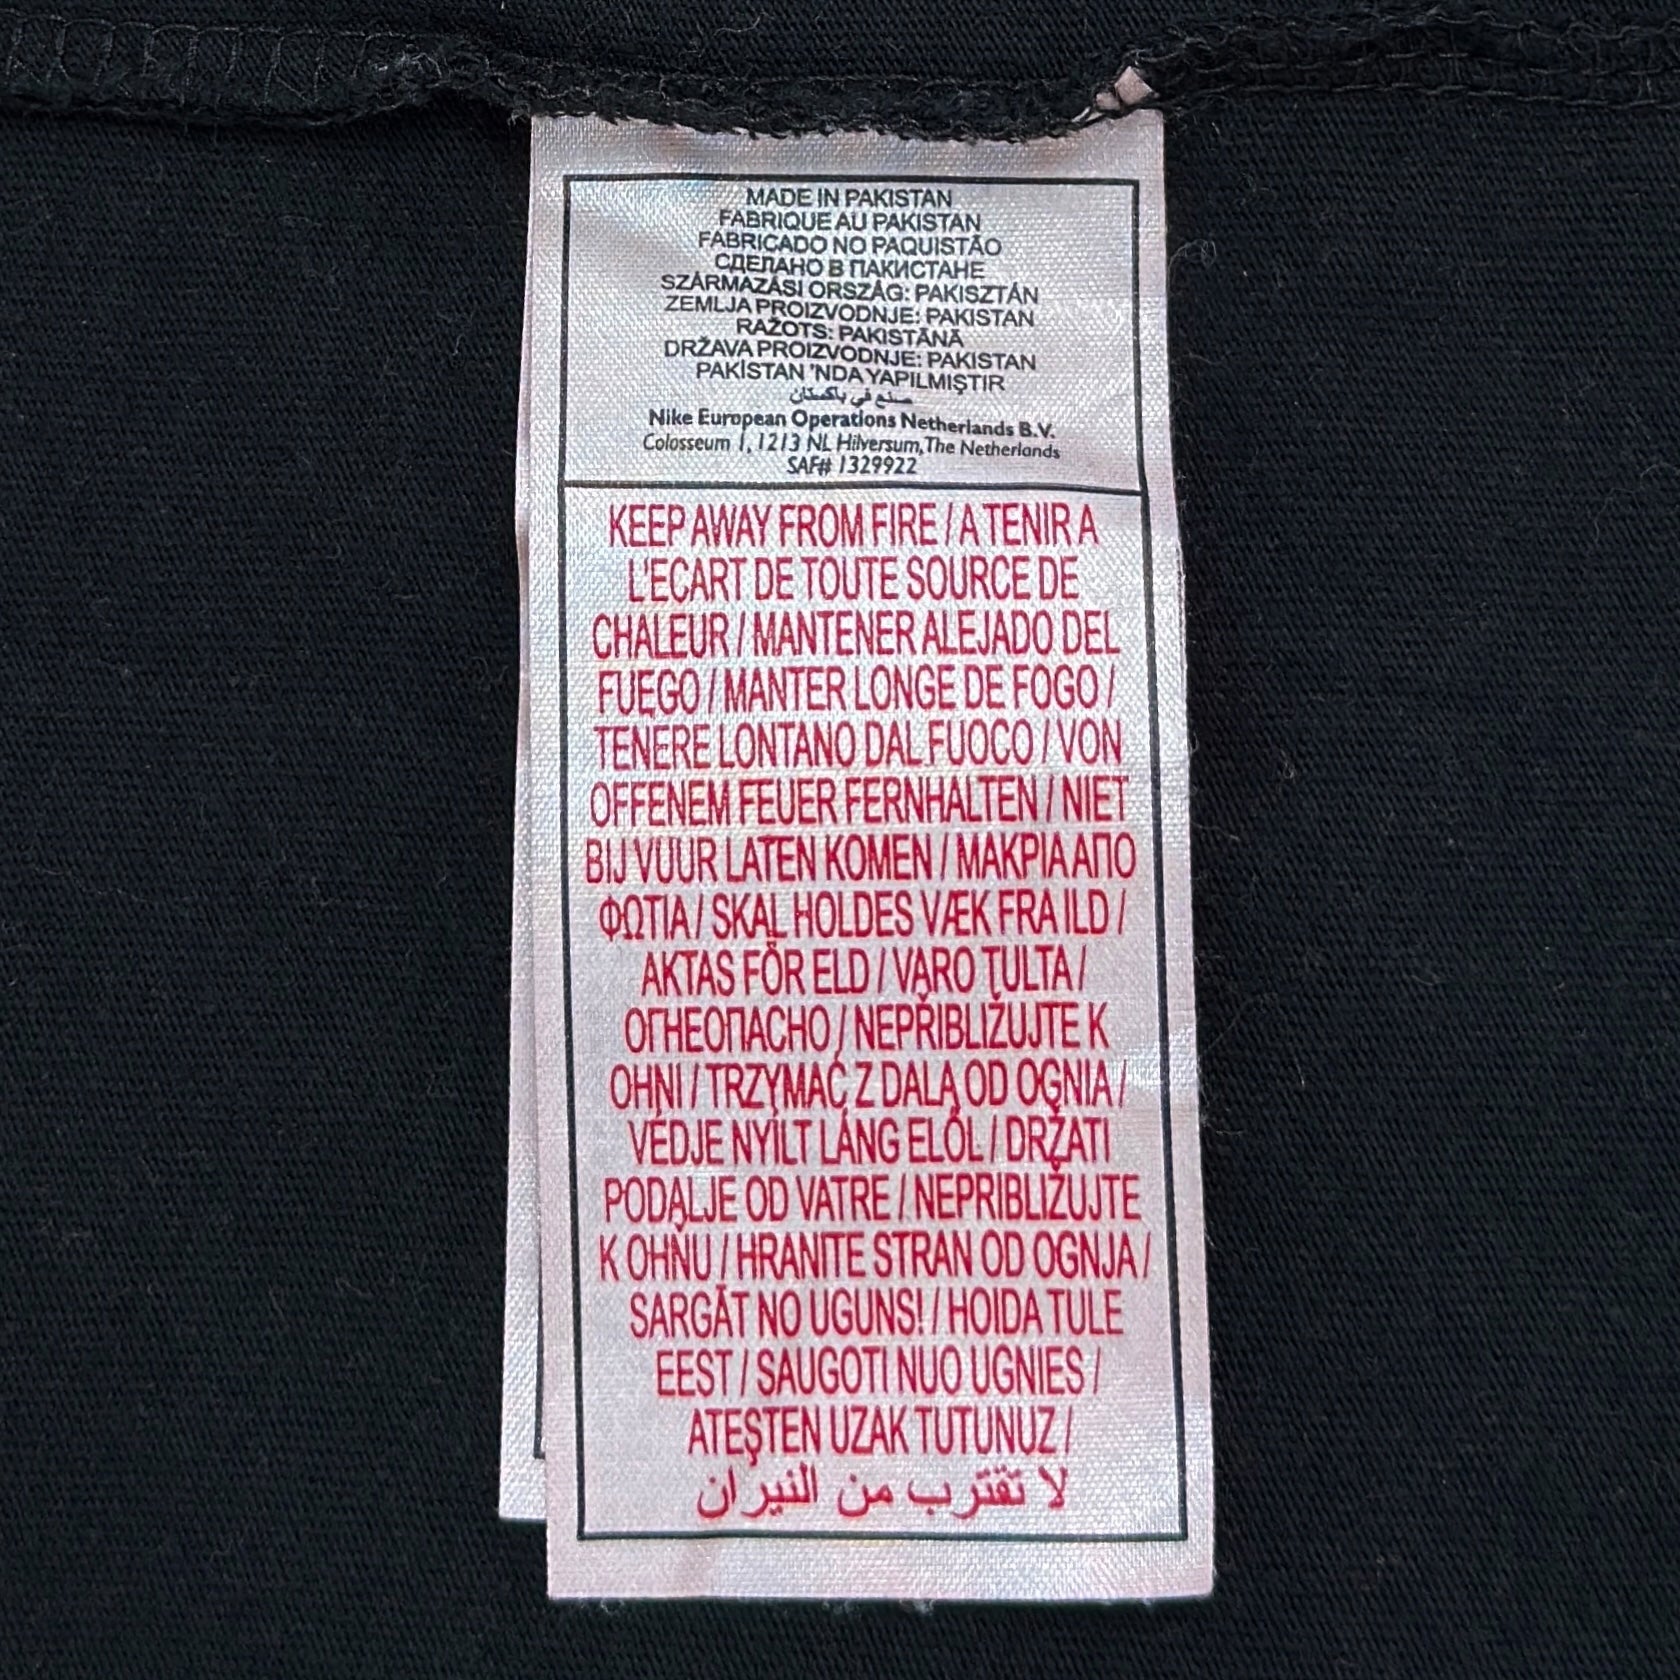 MADE IN PAKISTAN
FABRIQUE AU PAKISTAN
FABRICADO NO PAQUISTÃO
СДЕЛАНО В ПАКИСТАНЕ
SZÁRMAZÁSI ORSZÁG: PAKISZTÁN
ZEMLJA PROIZVODNJE: PAKISTAN
RAŽOTS: PAKISTĀNĀ
DRŽAVA PROIZVODNJE: PAKISTAN
PAKİSTAN 'NDA YAPILMIŞTIR
صنع في باكستان
Nike European Operations Netherlands B.V.
Colosseum 1, 1213 NL Hilversum, The Netherlands
SAF# 1329922
KEEP AWAY FROM FIRE / A TENIR A
L'ECART DE TOUTE SOURCE DE
CHALEUR / MANTENER ALEJADO DEL
FUEGO / MANTER LONGE DE FOGO /
TENERE LONTANO DAL FUOCO / VON
OFFENEM FEUER FERNHALTEN / NIET
BIJ VUUR LATEN KOMEN / ΜΑΚΡΙΑ ΑΠΟ
ΦΩΤΙΑ / SKAL HOLDES VÆK FRA ILD /
AKTAS FÖR ELD / VARO TULTA /
ОГНЕОПАСНО / NEPŘIBLIŽUJTE K
OHNI / TRZYMAĆ Z DALA OD OGNIA /
VÉDJE NYÍLT LÁNG ELŐL / DRŽATI
PODALJE OD VATRE / NEPRIBLIŽUJTE
K OHŇU / HRANITE STRAN OD OGNJA /
SARGĀT NO UGUNS! / HOIDA TULE
EEST / SAUGOTI NUO UGNIES /
ATEŞTEN UZAK TUTUNUZ /
لا تقترب من النيران